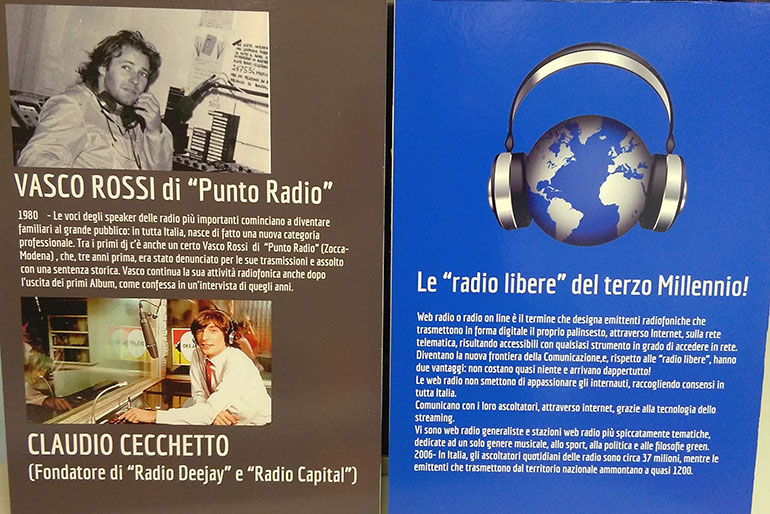 VASCO ROSSI di “Punto Radio”
1980 - Le voci degli speaker delle radio più importanti cominciano a diventare
familiari al grande pubblico: in tutta Italia, nasce di fatto una nuova categoria
professionale. Tra i primi dj c'è anche un certo Vasco Rossi di “Punto Radio” (Zocca-
Modena) , che, tre anni prima, era stato denunciato per le sue trasmissioni e assolto
con una sentenza storica. Vasco continua la sua attività radiofonica anche dopo
l'uscita dei primi Album, come confessa in un'intervista di quegli anni.
CLAUDIO CECCHETTO
(Fondatore di “Radio Deejay” e “Radio Capital”)
Le “radio libere” del terzo Millennio!
Web radio o radio on line è il termine che designa emittenti radiofoniche che
trasmettono in forma digitale il proprio palinsesto, attraverso Internet, sulla rete
telematica, risultando accessibili con qualsiasi strumento in grado di accedere in rete.
Diventano la nuova frontiera della Comunicazione,e, rispetto alle “radio libere”, hanno
due vantaggi: non costano quasi niente e arrivano dappertutto!
Le web radio non smettono di appassionare gli internauti, raccogliendo consensi in
tutta Italia.
Comunicano con i loro ascoltatori, attraverso internet, grazie alla tecnologia dello
streaming.
Vi sono web radio generaliste e stazioni web radio più spiccatamente tematiche,
dedicate ad un solo genere musicale, allo sport, alla politica e alle filosofie green.
2006- In Italia, gli ascoltatori quotidiani delle radio sono circa 37 milioni, mentre le
emittenti che trasmettono dal territorio nazionale ammontano a quasi 1200.